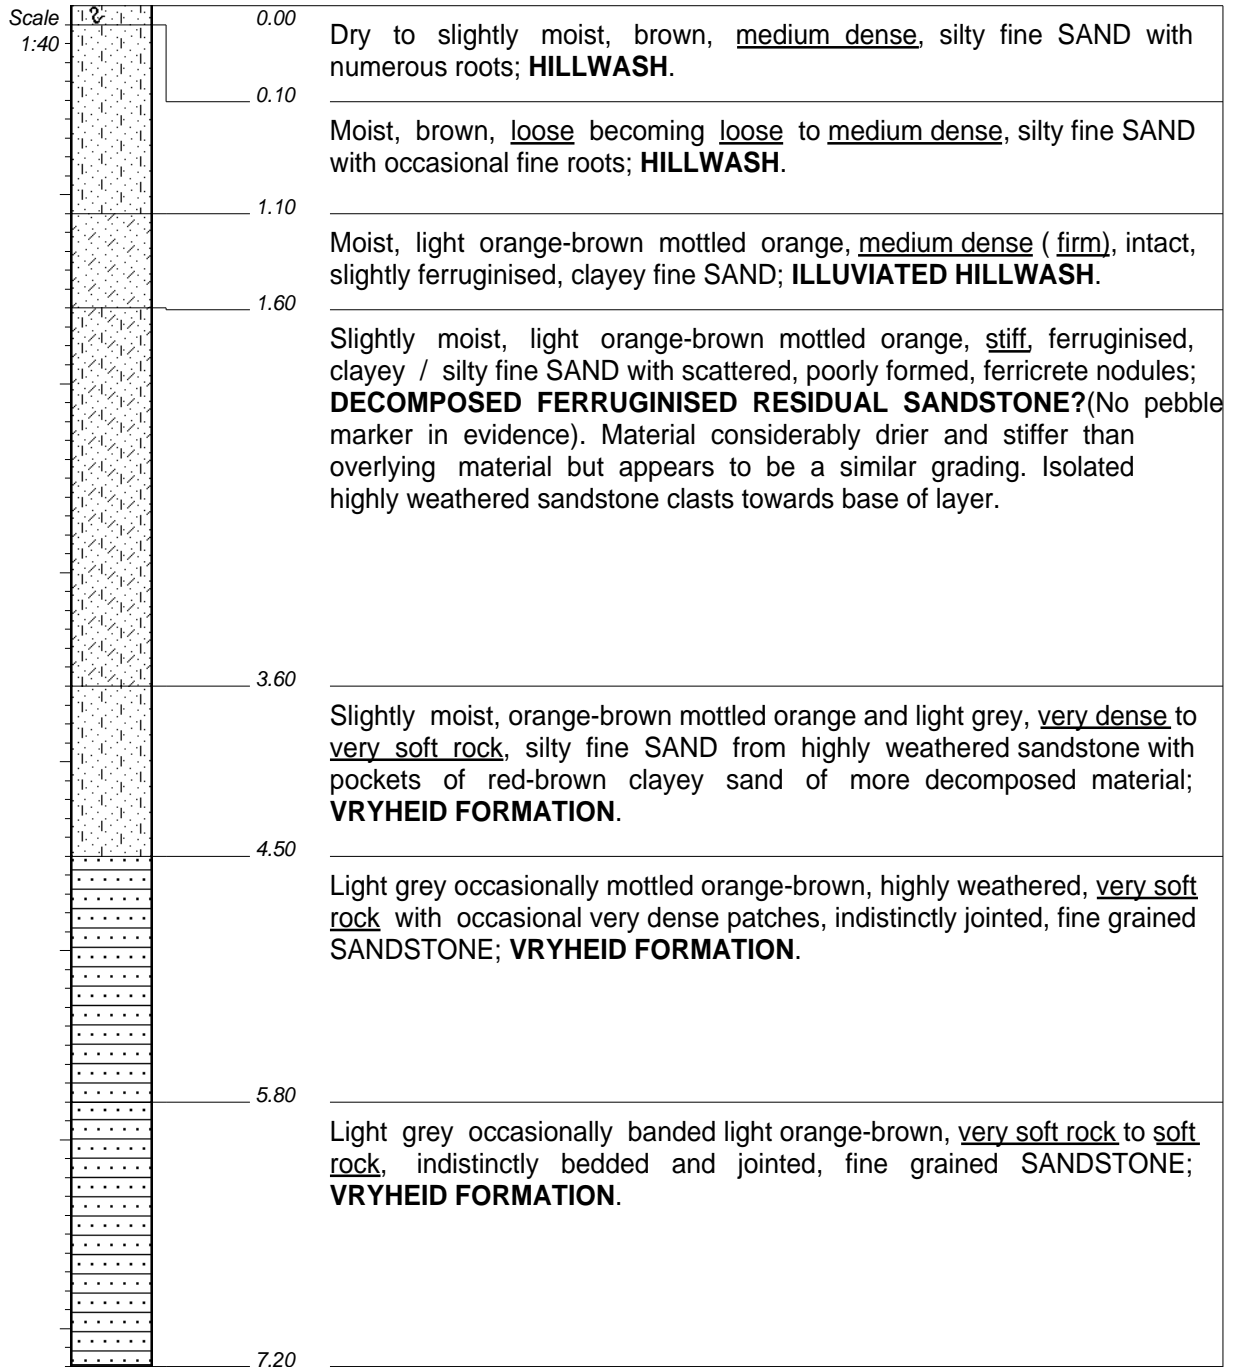 Scale
1:40
0.00
Dry to slightly moist, brown, medium dense, silty fine SAND with
numerous roots; HILLWASH.
0.10
Moist, brown, loose becoming loose to medium dense, silty fine SAND
with occasional fine roots; HILLWASH.
1.10
Moist, light orange-brown mottled orange, medium dense ( firm), intact,
slightly ferruginised, clayey fine SAND; ILLUVIATED HILLWASH.
1.60
Slightly moist, light orange-brown mottled orange, stiff, ferruginised,
clayey / silty fine SAND with scattered, poorly formed, ferricrete nodules;
DECOMPOSED FERRUGINISED RESIDUAL SANDSTONE?(No pebble
marker in evidence). Material considerably drier and stiffer than
overlying material but appears to be a similar grading. Isolated
highly weathered sandstone clasts towards base of layer.
3.60
Slightly moist, orange-brown mottled orange and light grey, very dense to
very soft rock, silty fine SAND from highly weathered sandstone with
pockets of red-brown clayey sand of more decomposed material;
VRYHEID FORMATION.
4.50
Light grey occasionally mottled orange-brown, highly weathered, very soft
rock with occasional very dense patches, indistinctly jointed, fine grained
SANDSTONE; VRYHEID FORMATION.
5.80
Light grey occasionally banded light orange-brown, very soft rock to soft
rock, indistinctly bedded and jointed, fine grained SANDSTONE;
VRYHEID FORMATION.
7.20